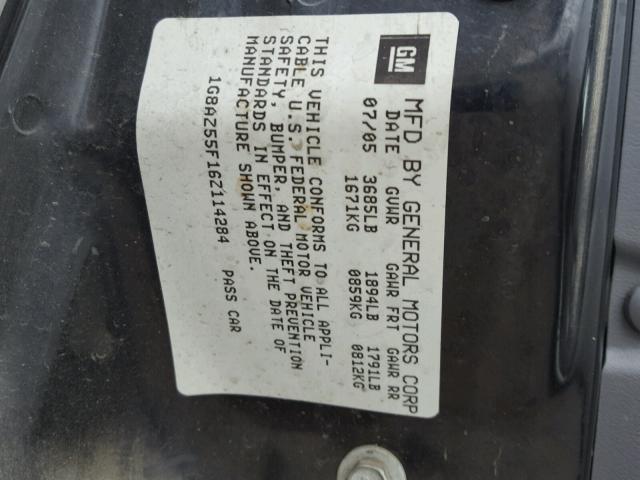 GM
MFD BY GENERAL MOTORS CORP
DATE GVWR GAWR FRT GAWR RR
07/05 3685LB 1894LB 1791LB
1671KG 0859KG 0812KG
THIS VEHICLE CONFORMS TO ALL APPLI-
CABLE U.S. FEDERAL MOTOR VEHICLE
SAFETY, BUMPER, AND THEFT PREVENTION
STANDARDS IN EFFECT ON THE DATE OF
MANUFACTURE SHOWN ABOVE.
1G8AZ55F16Z114284 PASS CAR